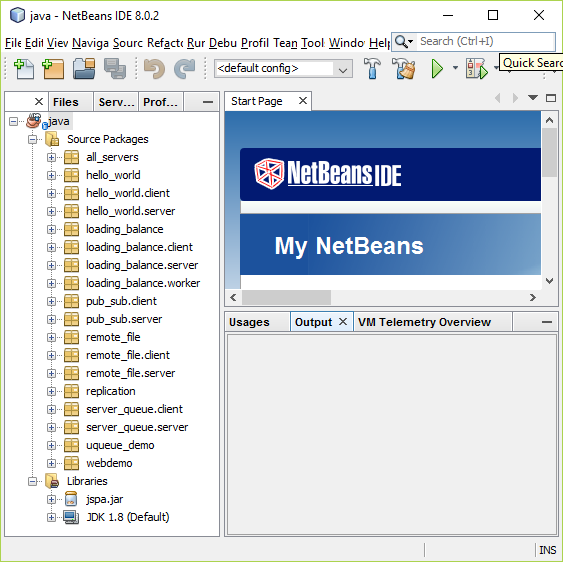 java - NetBeans IDE 8.0.2
File Edit View Naviga Sourc Refacto Run Debu Profil Team Tools Windo Help
Search (Ctrl+I)
<default config>
Quick Searc
Files Serv... Prof...
Start Page
java
Source Packages
all_servers
hello_world
hello_world.client
hello_world.server
loading_balance
loading_balance.client
loading_balance.server
loading_balance.worker
pub_sub.client
pub_sub.server
remote_file
remote_file.client
remote_file.server
replication
server_queue.client
server_queue.server
uqueue_demo
webdemo
Libraries
jspa.jar
JDK 1.8 (Default)
NetBeans IDE
My NetBeans
Usages Output VM Telemetry Overview
INS